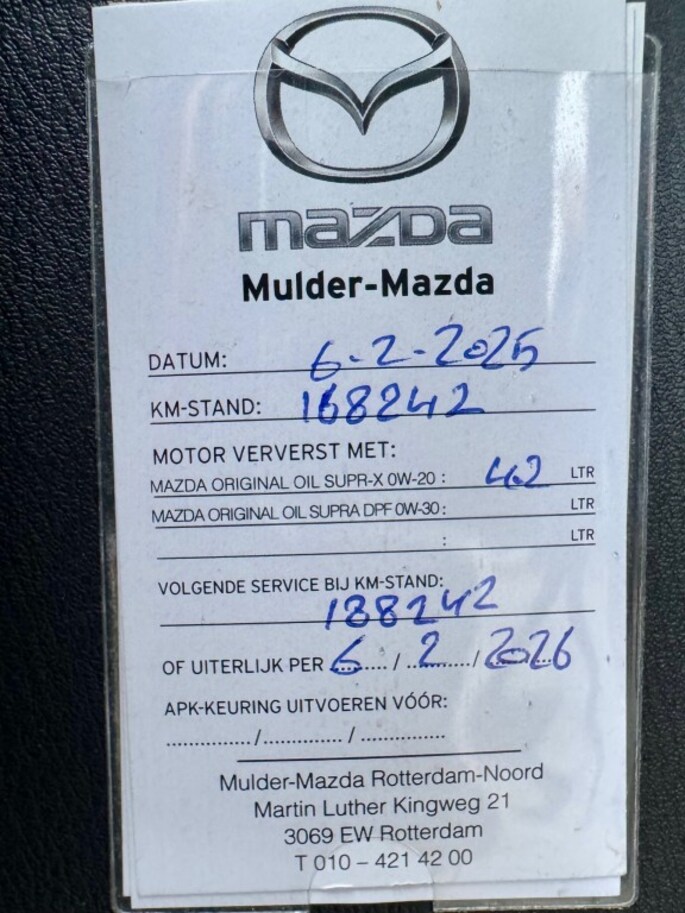 mazda
Mulder-Mazda
DATUM: 6-2-2025
KM-STAND: 168242
MOTOR VERVERST MET:
MAZDA ORIGINAL OIL SUPR-X 0W-20 : 4.2 LTR
MAZDA ORIGINAL OIL SUPRA DPF 0W-30 : LTR
: LTR
VOLGENDE SERVICE BIJ KM-STAND:
188242
OF UITERLIJK PER 6 / 2 / 2026
APK-KEURING UITVOEREN VÓÓR:
............../............../..............
Mulder-Mazda Rotterdam-Noord
Martin Luther Kingweg 21
3069 EW Rotterdam
T 010 – 421 42 00